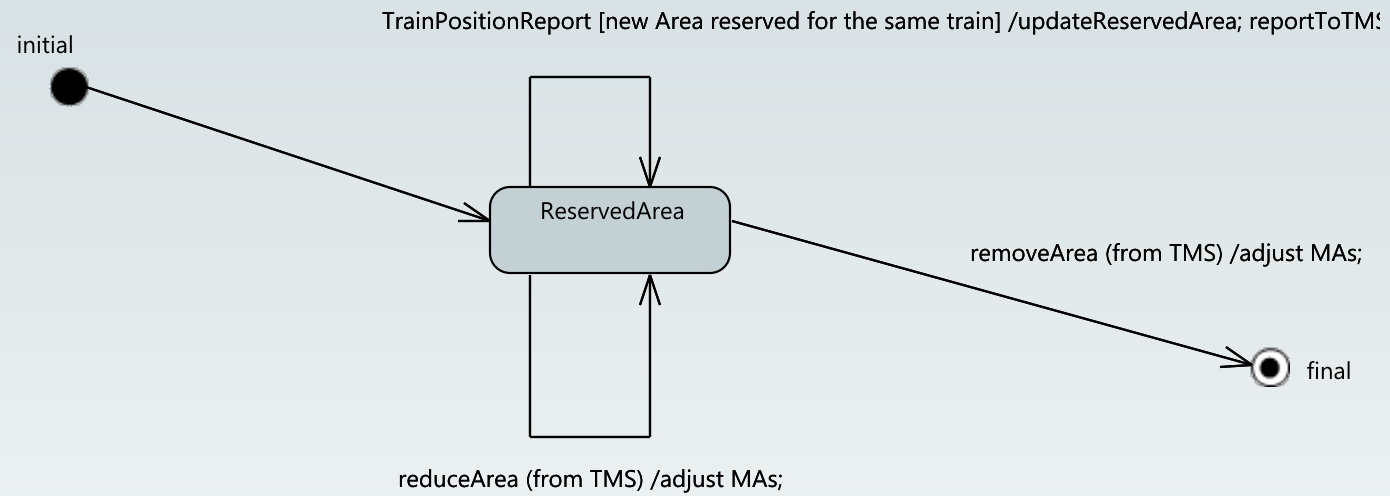 TrainPositionReport [new Area reserved for the same train] /updateReservedArea; reportToTMS
initial
ReservedArea
removeArea (from TMS) /adjust MAs;
final
reduceArea (from TMS) /adjust MAs;